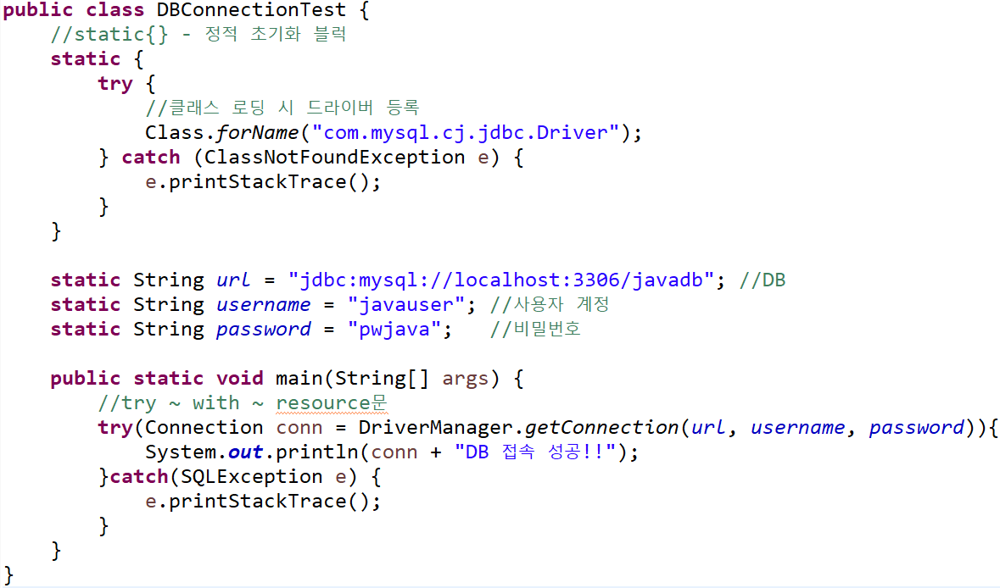 public class DBConnectionTest {
//static{} - 정적 초기화 블럭
static {
try {
//클래스 로딩 시 드라이버 등록
Class.forName("com.mysql.cj.jdbc.Driver");
} catch (ClassNotFoundException e) {
e.printStackTrace();
}
}
static String url = "jdbc:mysql://localhost:3306/javadb"; //DB
static String username = "javauser"; //사용자 계정
static String password = "pwjava"; //비밀번호
public static void main(String[] args) {
//try ~ with ~ resource문
try(Connection conn = DriverManager.getConnection(url, username, password)){
System.out.println(conn + "DB 접속 성공!!");
}catch(SQLException e) {
e.printStackTrace();
}
}
}